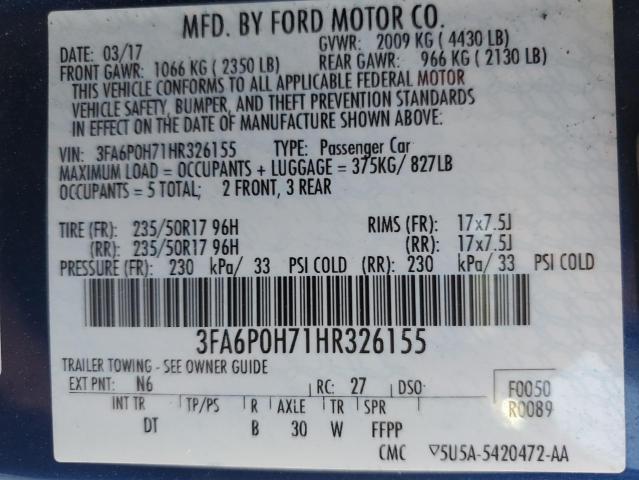 MFD. BY FORD MOTOR CO.
DATE: 03/17 GVWR: 2009 KG ( 4430 LB)
FRONT GAWR: 1066 KG ( 2350 LB) REAR GAWR: 966 KG ( 2130 LB)
THIS VEHICLE CONFORMS TO ALL APPLICABLE FEDERAL MOTOR
VEHICLE SAFETY, BUMPER, AND THEFT PREVENTION STANDARDS
IN EFFECT ON THE DATE OF MANUFACTURE SHOWN ABOVE.
VIN: 3FA6P0H71HR326155 TYPE: Passenger Car
MAXIMUM LOAD = OCCUPANTS + LUGGAGE = 375KG/ 827LB
OCCUPANTS = 5 TOTAL; 2 FRONT, 3 REAR
TIRE (FR): 235/50R17 96H RIMS (FR): 17x7.5J
(RR): 235/50R17 96H (RR): 17x7.5J
PRESSURE (FR): 230 kPa/ 33 PSI COLD (RR): 230 kPa/ 33 PSI COLD
3FA6P0H71HR326155
TRAILER TOWING - SEE OWNER GUIDE
EXT PNT: N6 RC: 27 DSO: F0050
INT TR TP/PS R AXLE TR SPR R0089
DT B 30 W FFPP
CMC ▽5U5A-5420472-AA